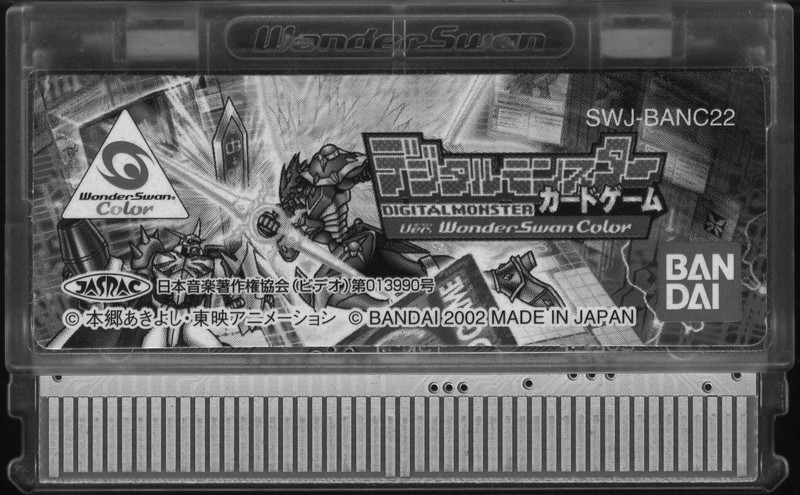 WonderSwan
SWJ-BANC22
WonderSwan
Color
デジタルモンスター
DIGITALMONSTER カードゲーム
ver. WonderSwan Color
BAN
DAI
JASRAC 日本音楽著作権協会(ビデオ)第013990号
© 本郷あきよし・東映アニメーション © BANDAI 2002 MADE IN JAPAN